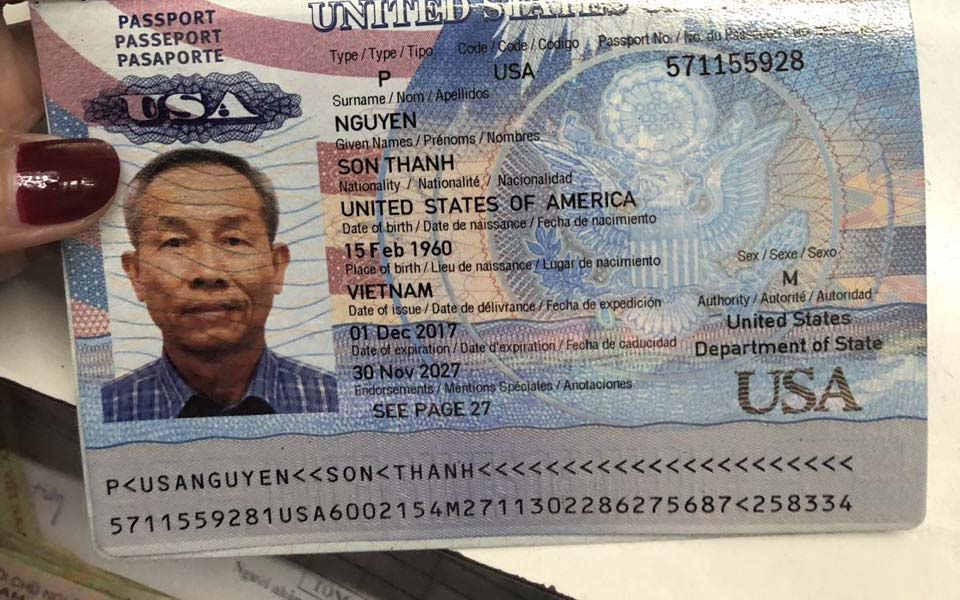 PASSPORT
PASSEPORT
PASAPORTE
USA
UNITED STATES
Type / Type / Tipo
Code / Code / Código
Passport No. / No. du
P
USA
571155928
Surname / Nom / Apellidos
NGUYEN
Given Names / Prénoms / Nombres
SON THANH
Nationality / Nationalité / Nacionalidad
UNITED STATES OF AMERICA
Date of birth / Date de naissance / Fecha de nacimiento
15 Feb 1960
Place of birth / Lieu de naissance / Lugar de nacimiento
Sex / Sexe / Sexo
VIETNAM
M
Date of issue / Date de délivrance / Fecha de expedición
Authority / Autorité / Autoridad
01 Dec 2017
United States
Date of expiration / Date d'expiration / Fecha de caducidad
Department of State
30 Nov 2027
Endorsements / Mentions Spéciales / Anotaciones
SEE PAGE 27
USA
P<USANGUYEN<<SON<THANH<<<<<<<<<<<<<<<<<<<<<<
5711559281USA6002154M2711302286275687<258334